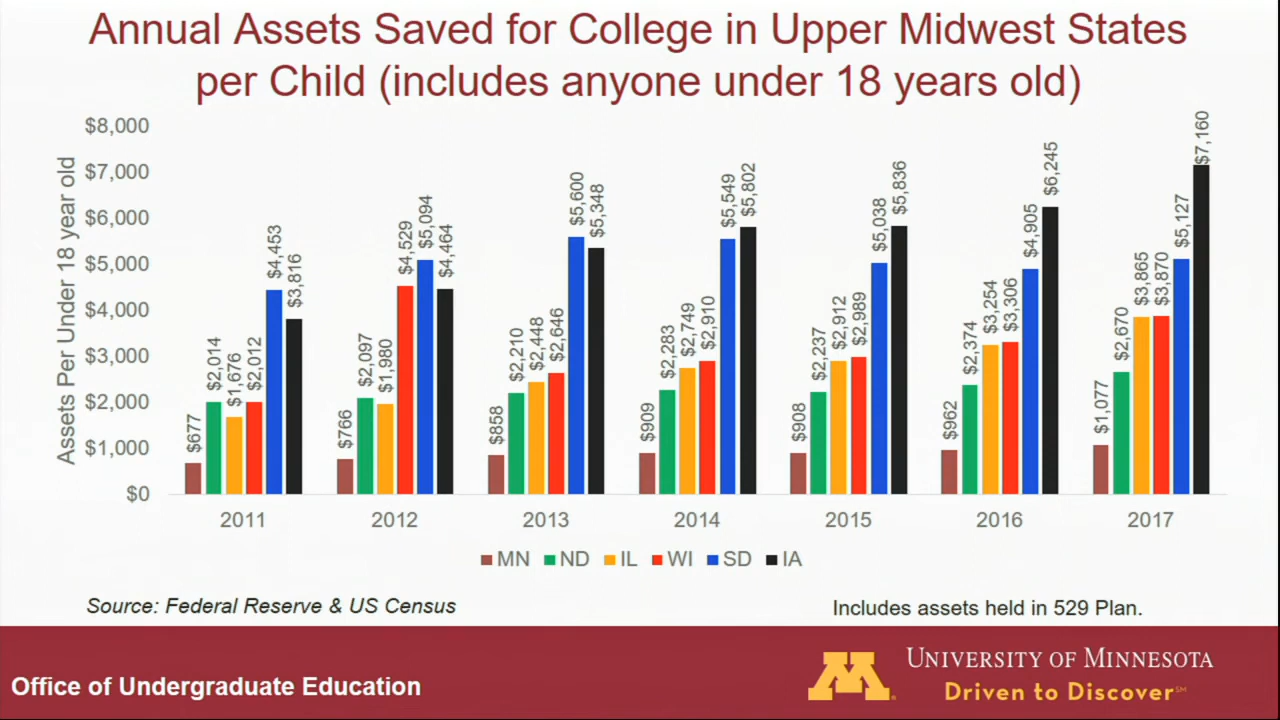 Annual Assets Saved for College in Upper Midwest States
per Child (includes anyone under 18 years old)
Assets Per Under 18 year old
$8,000
$7,000
$6,000
$5,000
$4,000
$3,000
$2,000
$1,000
$0
$677 $2,014 $1,676 $2,012 $4,453 $3,816
$766 $2,097 $1,980 $4,529 $5,094 $4,464
$858 $2,210 $2,448 $2,646 $5,600 $5,348
$909 $2,283 $2,749 $2,910 $5,549 $5,802
$908 $2,237 $2,912 $2,989 $5,038 $5,836
$962 $2,374 $3,254 $3,306 $4,905 $6,245
$1,077 $2,670 $3,865 $3,870 $5,127 $7,160
2011 2012 2013 2014 2015 2016 2017
MN ND IL WI SD IA
Source: Federal Reserve & US Census
Includes assets held in 529 Plan.
Office of Undergraduate Education
M
UNIVERSITY OF MINNESOTA
Driven to Discover℠